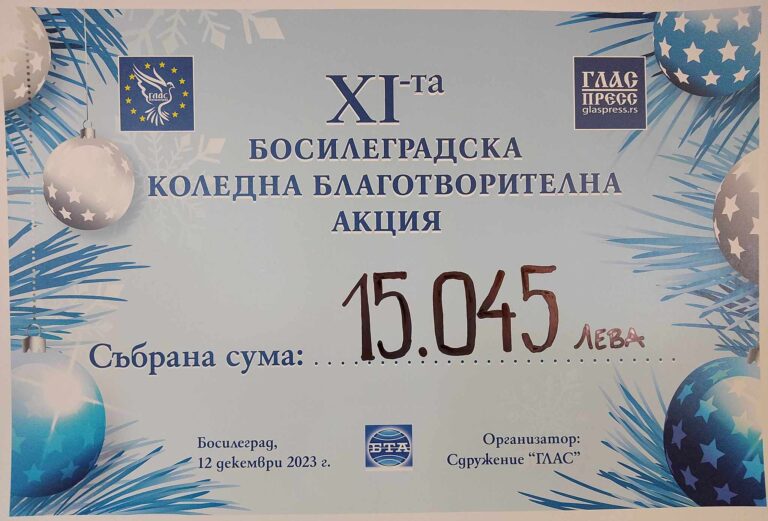 ГЛАС
ГЛАС
ПРЕСС
glaspress.rs
XI-та
БОСИЛЕГРАДСКА
КОЛЕДНА БЛАГОТВОРИТЕЛНА
АКЦИЯ
Събрана сума: 15.045 ЛЕВА
Босилеград,
12 декември 2023 г.
БТА
Организатор:
Сдружение “ГЛАС”